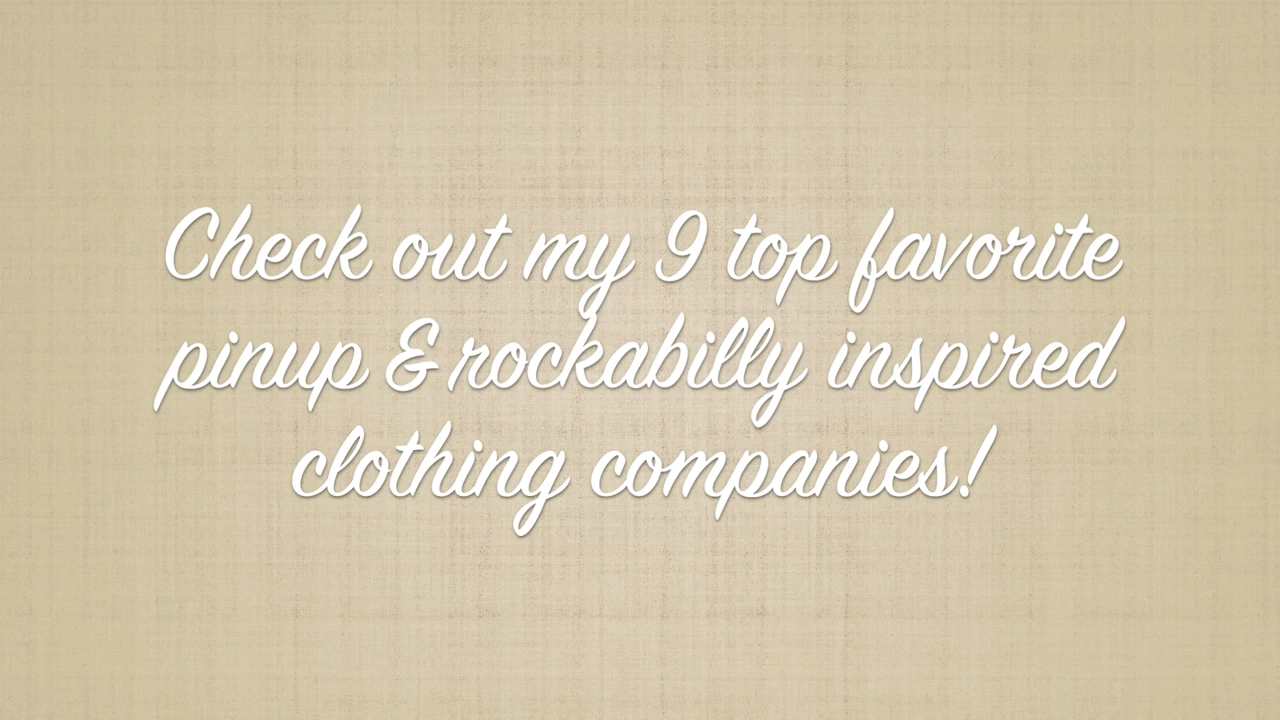 Check out my 9 top favorite
pinup & rockabilly inspired
clothing companies!